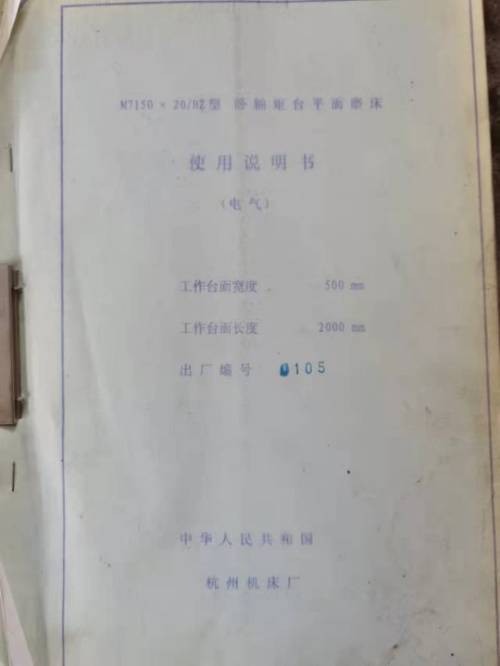 M7150×20/HZ型 卧轴矩台平面磨床
使用说明书
（电气）
工作台面宽度 500 mm
工作台面长度 2000 mm
出厂编号 0105
中华人民共和国
杭州机床厂